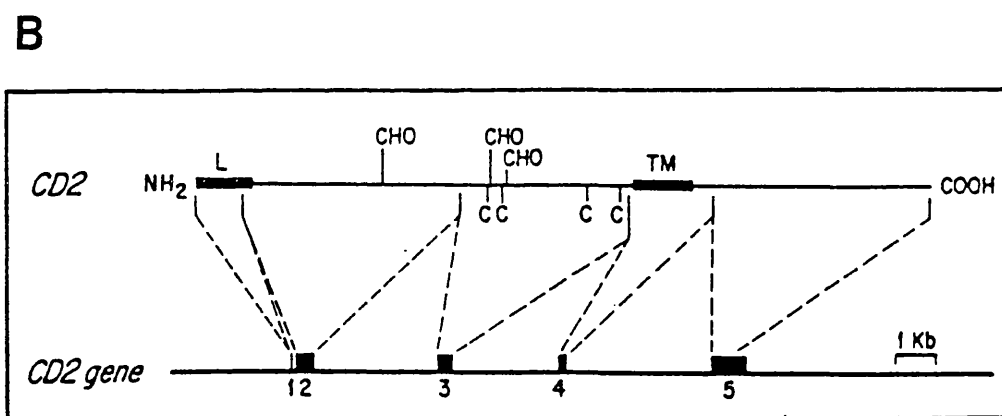 B
CHO CHO
L CHO TM
CD2 NH2 COOH
C C C C
1 Kb
CD2 gene
1 2 3 4 5